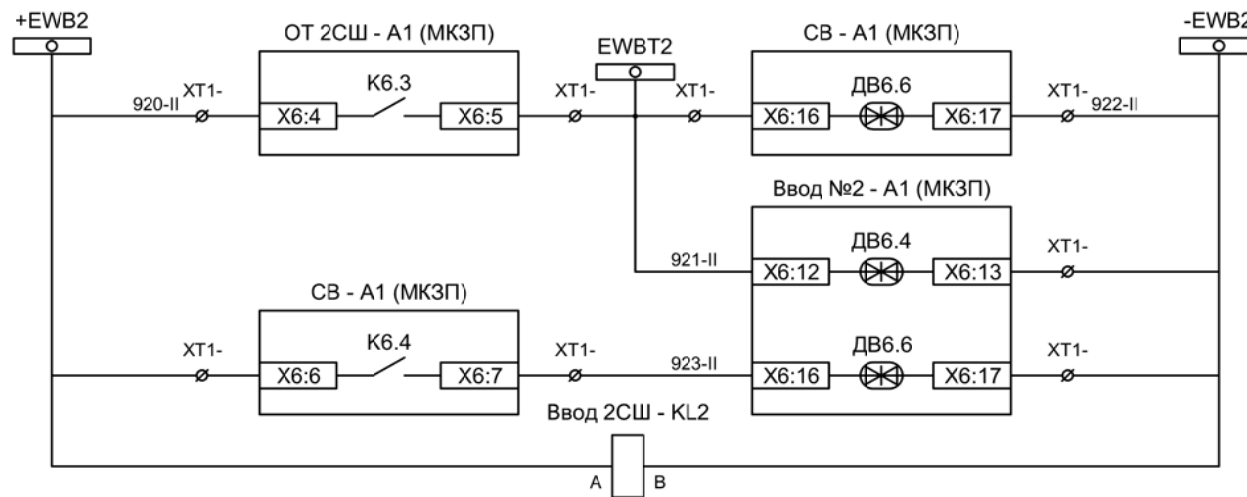 +EWB2
ОТ 2СШ - А1 (МКЗП)
EWBT2
СВ - А1 (МКЗП)
-EWB2
920-II
XT1-
X6:4
К6.3
X6:5
XT1-
XT1-
X6:16
ДВ6.6
X6:17
XT1-
922-II
Ввод №2 - А1 (МКЗП)
921-II
X6:12
ДВ6.4
X6:13
XT1-
СВ - А1 (МКЗП)
XT1-
X6:6
К6.4
X6:7
XT1-
923-II
X6:16
ДВ6.6
X6:17
XT1-
Ввод 2СШ - KL2
A
B